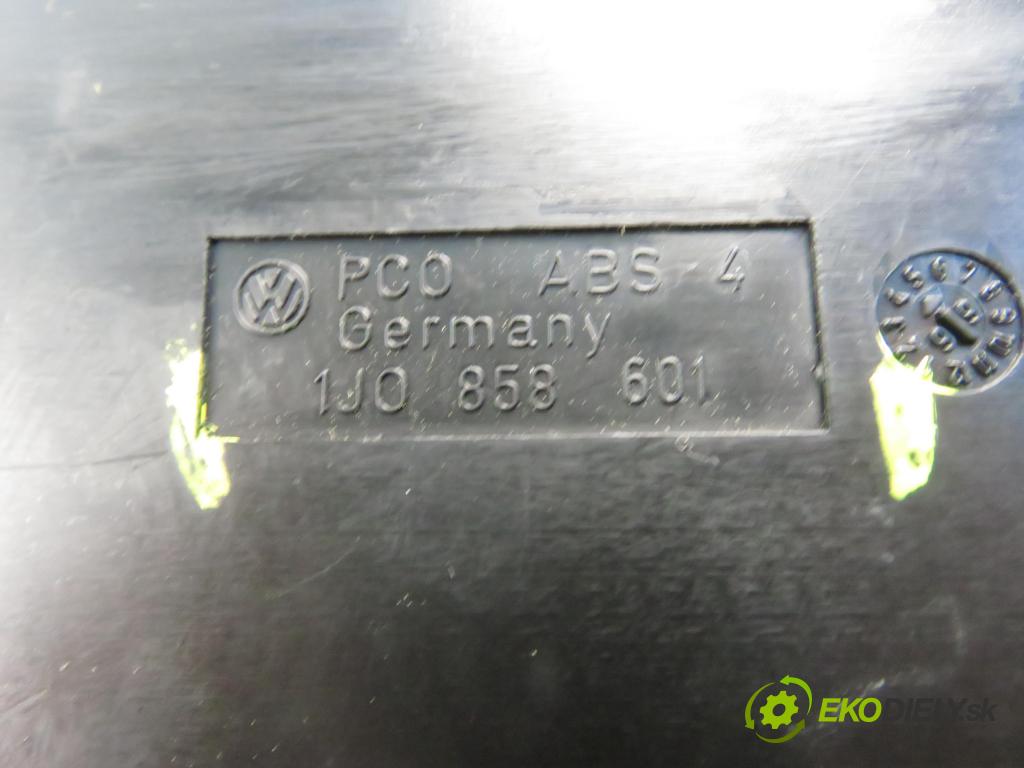 PCO ABS 4
Germany
1J0 858 601
EKODIELY.sk